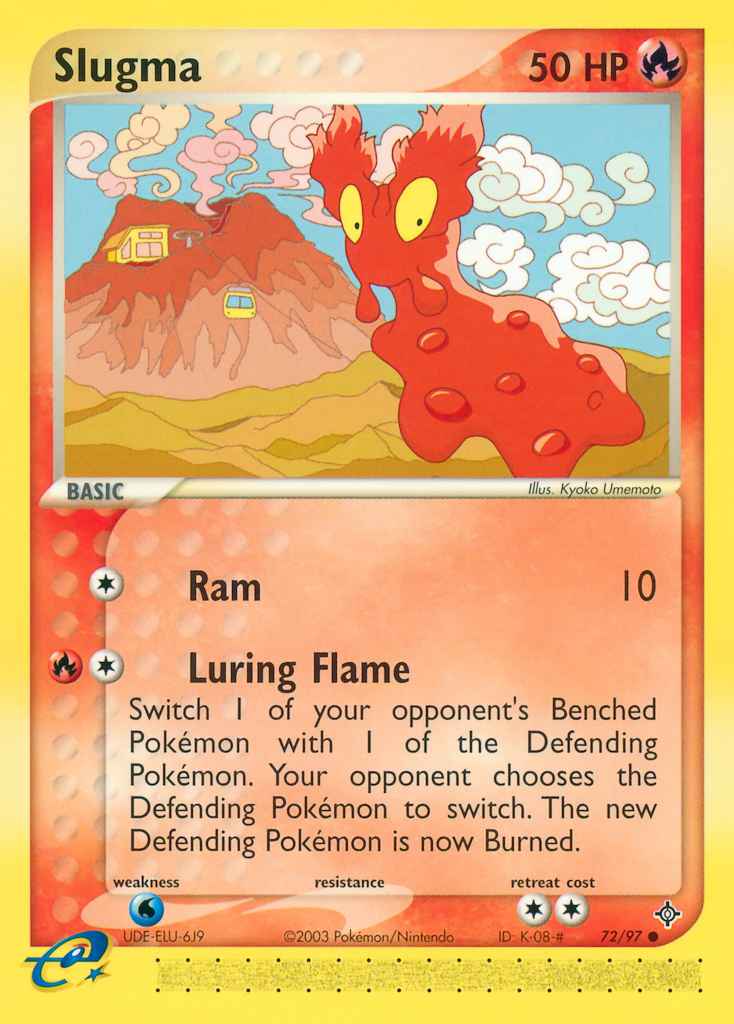 Slugma 50 HP
BASIC
Illus. Kyoko Umemoto
Ram 10
Luring Flame
Switch 1 of your opponent's Benched
Pokémon with 1 of the Defending
Pokémon. Your opponent chooses the
Defending Pokémon to switch. The new
Defending Pokémon is now Burned.
weakness resistance retreat cost
UDE-ELU-6J9 ©2003 Pokémon/Nintendo ID: K-08-# 72/97
e